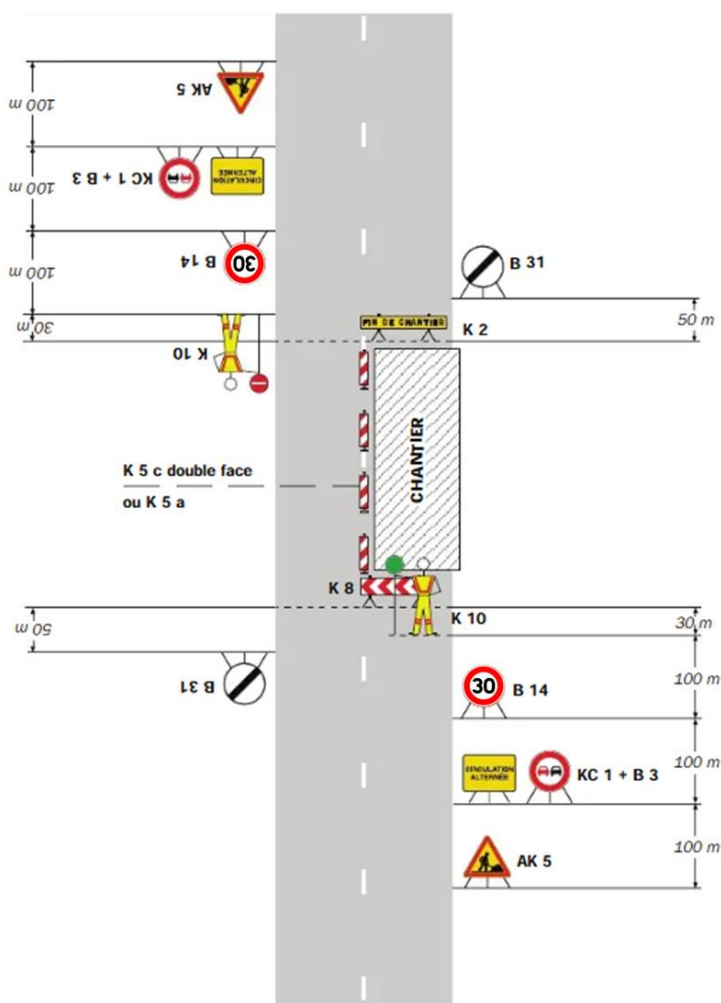 AK 5
100 m
KC 1 + B 3
CIRCULATION
ALTERNÉE
100 m
B 14
30
100 m
B 31
FIN DE CHANTIER
K 2
50 m
30 m
K 10
CHANTIER
K 5 c double face
ou K 5 a
K 8
K 10
30 m
50 m
B 31
30
B 14
100 m
CIRCULATION
ALTERNÉE
KC 1 + B 3
100 m
AK 5
100 m